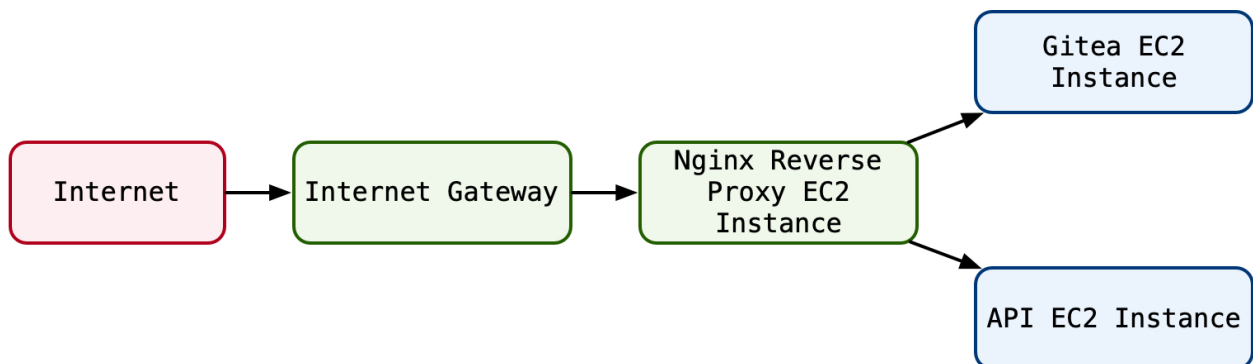 Internet
Internet Gateway
Nginx Reverse
Proxy EC2
Instance
Gitea EC2
Instance
API EC2 Instance